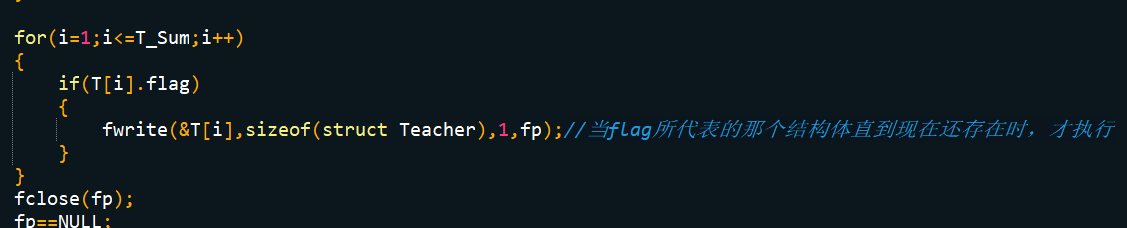 for(i=1;i<=T_Sum;i++)
{
if(T[i].flag)
{
fwrite(&T[i],sizeof(struct Teacher),1,fp);//当flag所代表的那个结构体直到现在还存在时，才执行
}
}
fclose(fp);
fp==NULL;